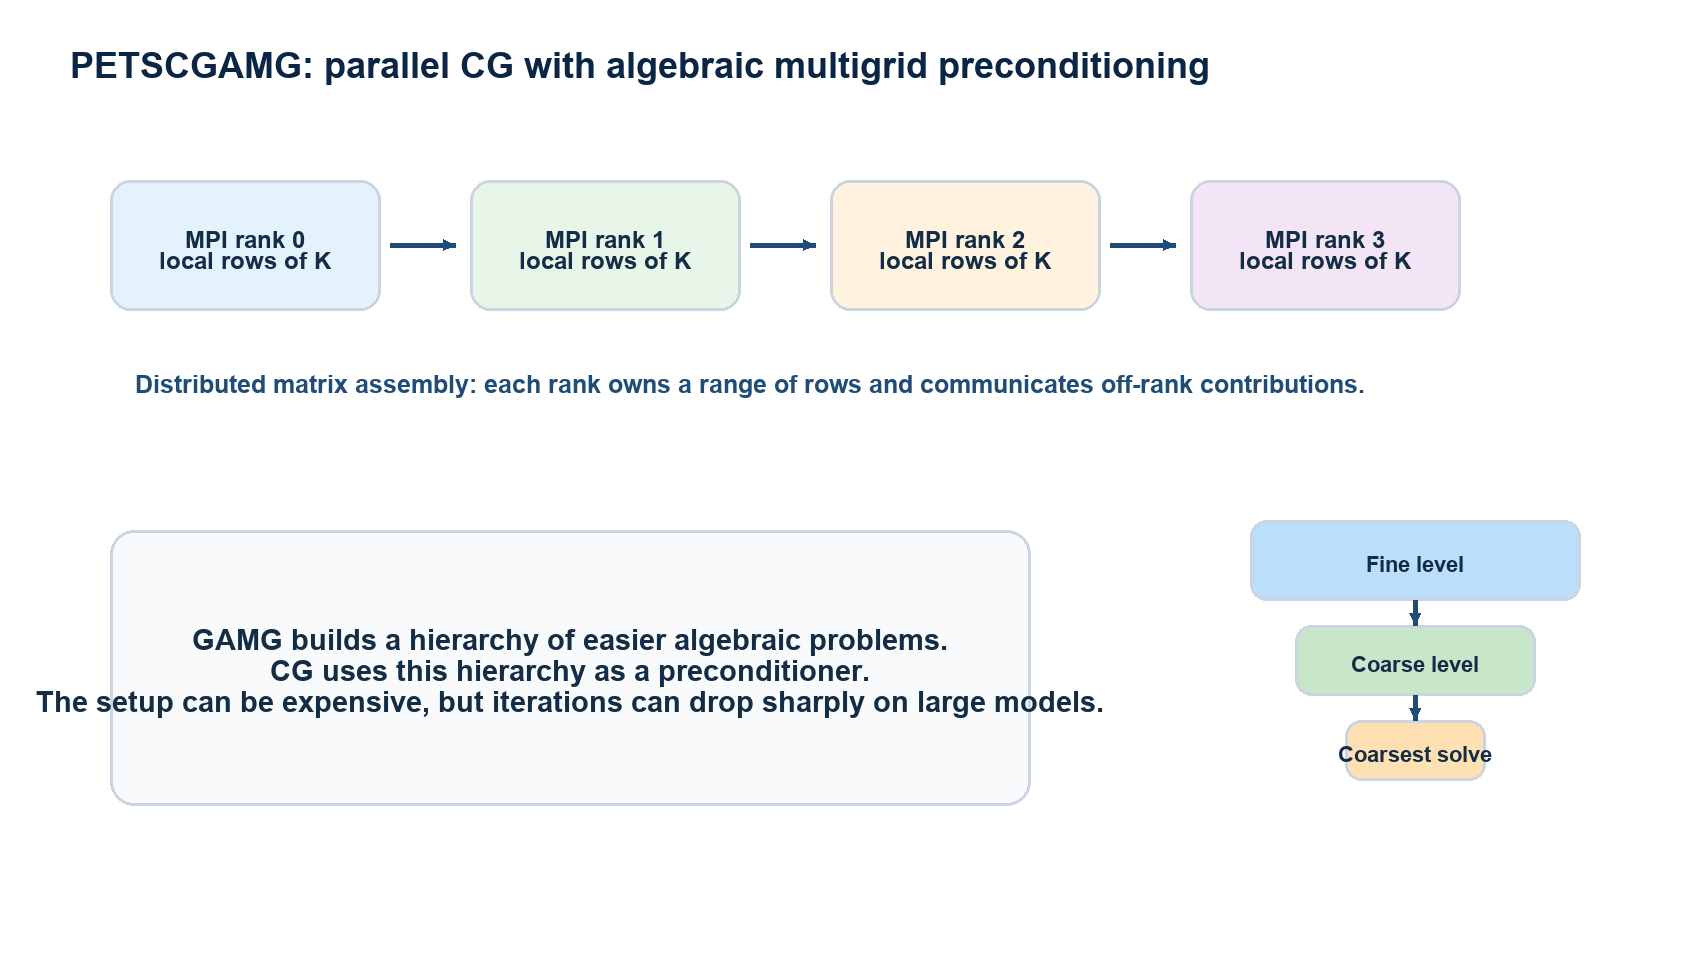 PETSCGAMG: parallel CG with algebraic multigrid preconditioning
MPI rank 0
local rows of K
MPI rank 1
local rows of K
MPI rank 2
local rows of K
MPI rank 3
local rows of K
Distributed matrix assembly: each rank owns a range of rows and communicates off-rank contributions.
GAMG builds a hierarchy of easier algebraic problems.
CG uses this hierarchy as a preconditioner.
The setup can be expensive, but iterations can drop sharply on large models.
Fine level
Coarse level
Coarsest solve